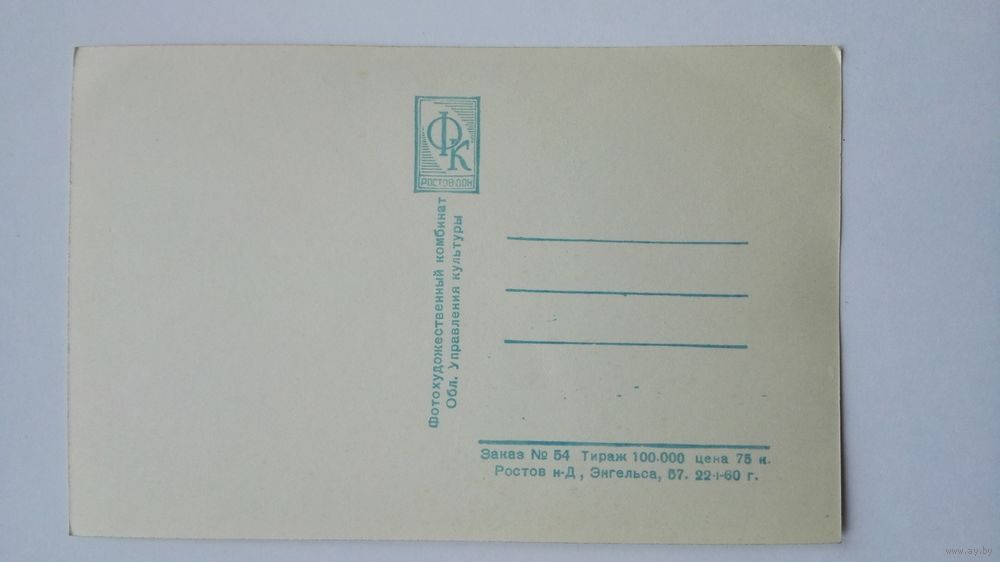 ФК
РОСТОВ-ДОН
Фотохудожественный комбинат
Обл. Управления культуры
Заказ № 54 Тираж 100.000 цена 75 к.
Ростов н-Д, Энгельса, 57. 22-I-60 г.
www.ay.by